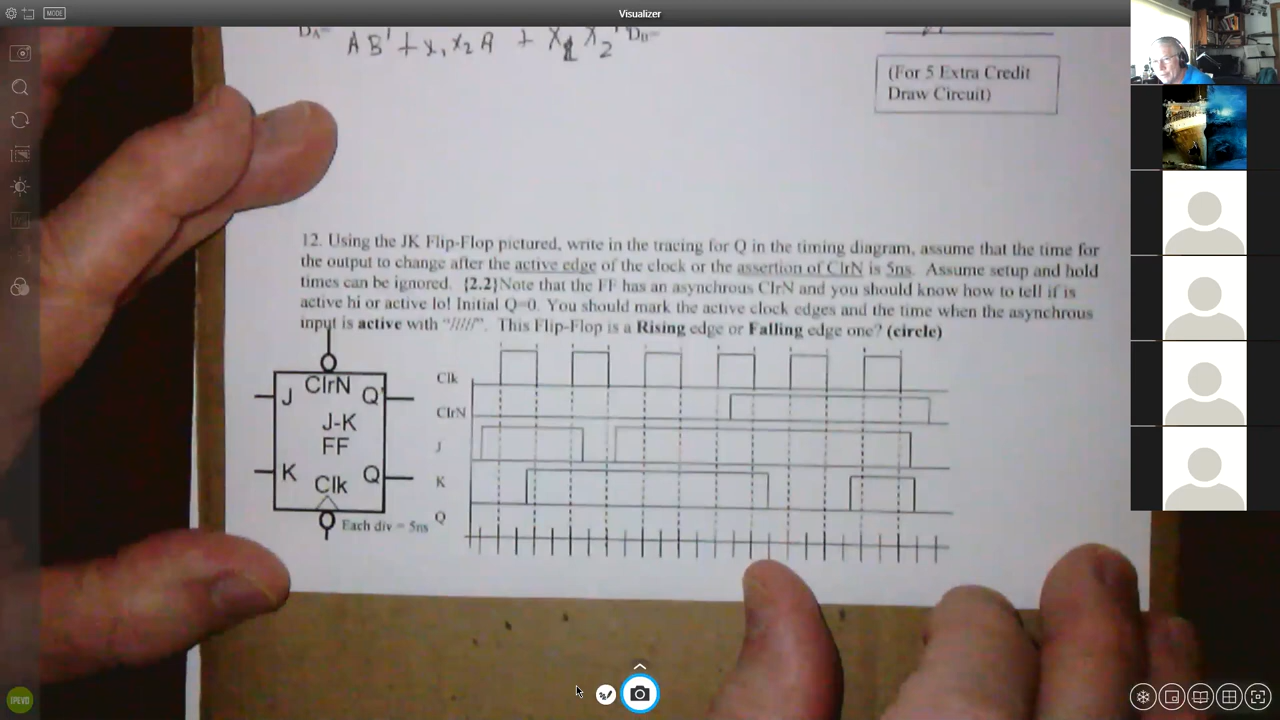 MODE
Visualizer
DA= AB' + x1x2A + x1x2' DB=
(For 5 Extra Credit
Draw Circuit)
12. Using the JK Flip-Flop pictured, write in the tracing for Q in the timing diagram, assume that the time for
the output to change after the active edge of the clock or the assertion of ClrN is 5ns. Assume setup and hold
times can be ignored. {2.2}Note that the FF has an asynchronous ClrN and you should know how to tell if is
active hi or active lo! Initial Q=0. You should mark the active clock edges and the time when the asynchrous
input is active with "/////". This Flip-Flop is a Rising edge or Falling edge one? (circle)
ClrN
J Q'
J-K
FF
K Q
Clk
Each div = 5ns
Clk
ClrN
J
K
Q
IPEVO